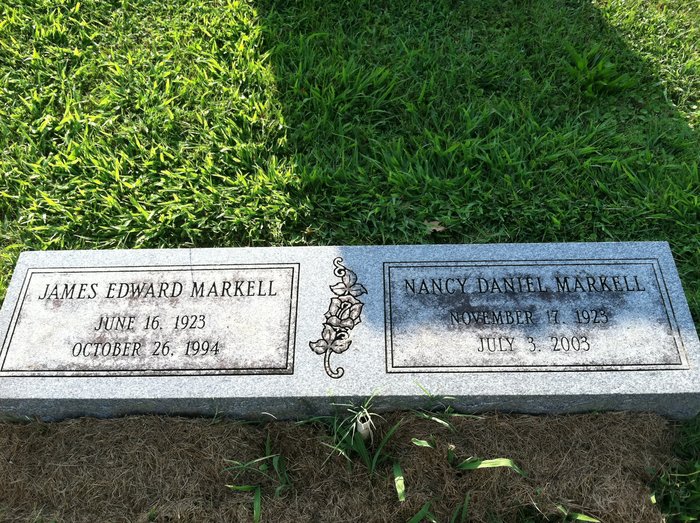 JAMES EDWARD MARKELL
JUNE 16, 1923
OCTOBER 26, 1994
NANCY DANIEL MARKELL
NOVEMBER 17, 1923
JULY 3, 2003